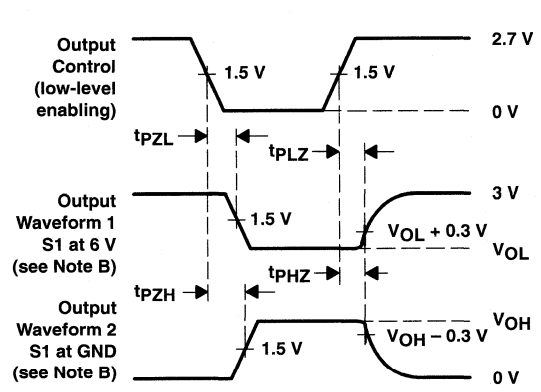 Output
Control
(low-level
enabling)
1.5 V
1.5 V
2.7 V
0 V
tPZL
tPLZ
Output
Waveform 1
S1 at 6 V
(see Note B)
1.5 V
3 V
VOL + 0.3 V
VOL
tPHZ
tPZH
Output
Waveform 2
S1 at GND
(see Note B)
1.5 V
VOH
VOH – 0.3 V
0 V